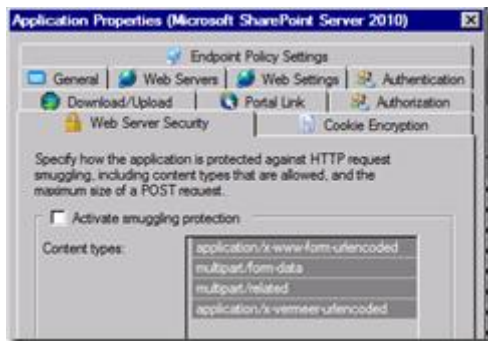 Application Properties (Microsoft SharePoint Server 2010)
Endpoint Policy Settings
General Web Servers Web Settings Authentication
Download/Upload Portal Link Authorization
Web Server Security Cookie Encryption
Specify how the application is protected against HTTP request
smuggling, including content types that are allowed, and the
maximum size of a POST request.
Activate smuggling protection
Content types:
application/x-www-form-urlencoded
multipart/form-data
multipart/related
application/x-vermeer-urlencoded